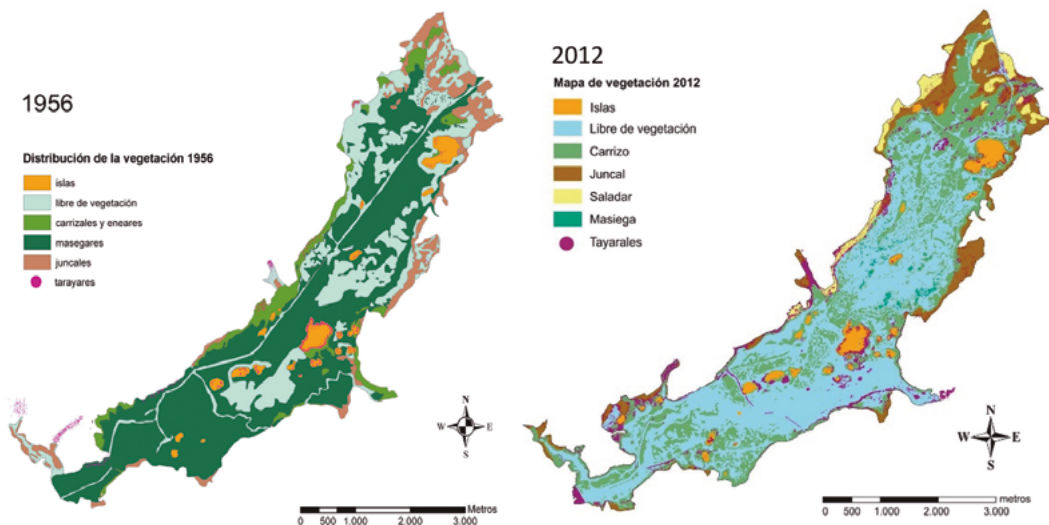 1956
Distribución de la vegetación 1956
islas
libre de vegetación
carrizales y eneares
masegares
juncales
tarayares
N
W E
S
Metros
0 500 1.000 2.000 3.000
2012
Mapa de vegetación 2012
Islas
Libre de vegetación
Carrizo
Juncal
Saladar
Masiega
Tayarales
N
W E
S
metros
0 500 1.000 2.000 3.000